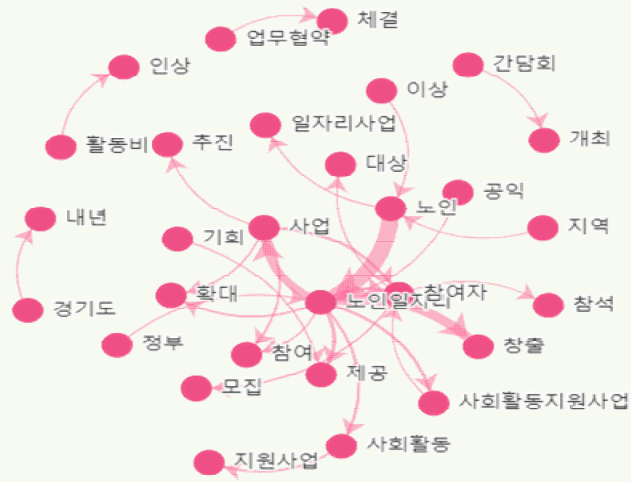 체결
업무협약
인상
간담회
이상
일자리사업
개최
활동비
추진
대상
공익
노인
내년
사업
지역
기회
확대
노인일자리
참여자
참석
경기도
정부
참여
창출
제공
모집
사회활동지원사업
사회활동
지원사업